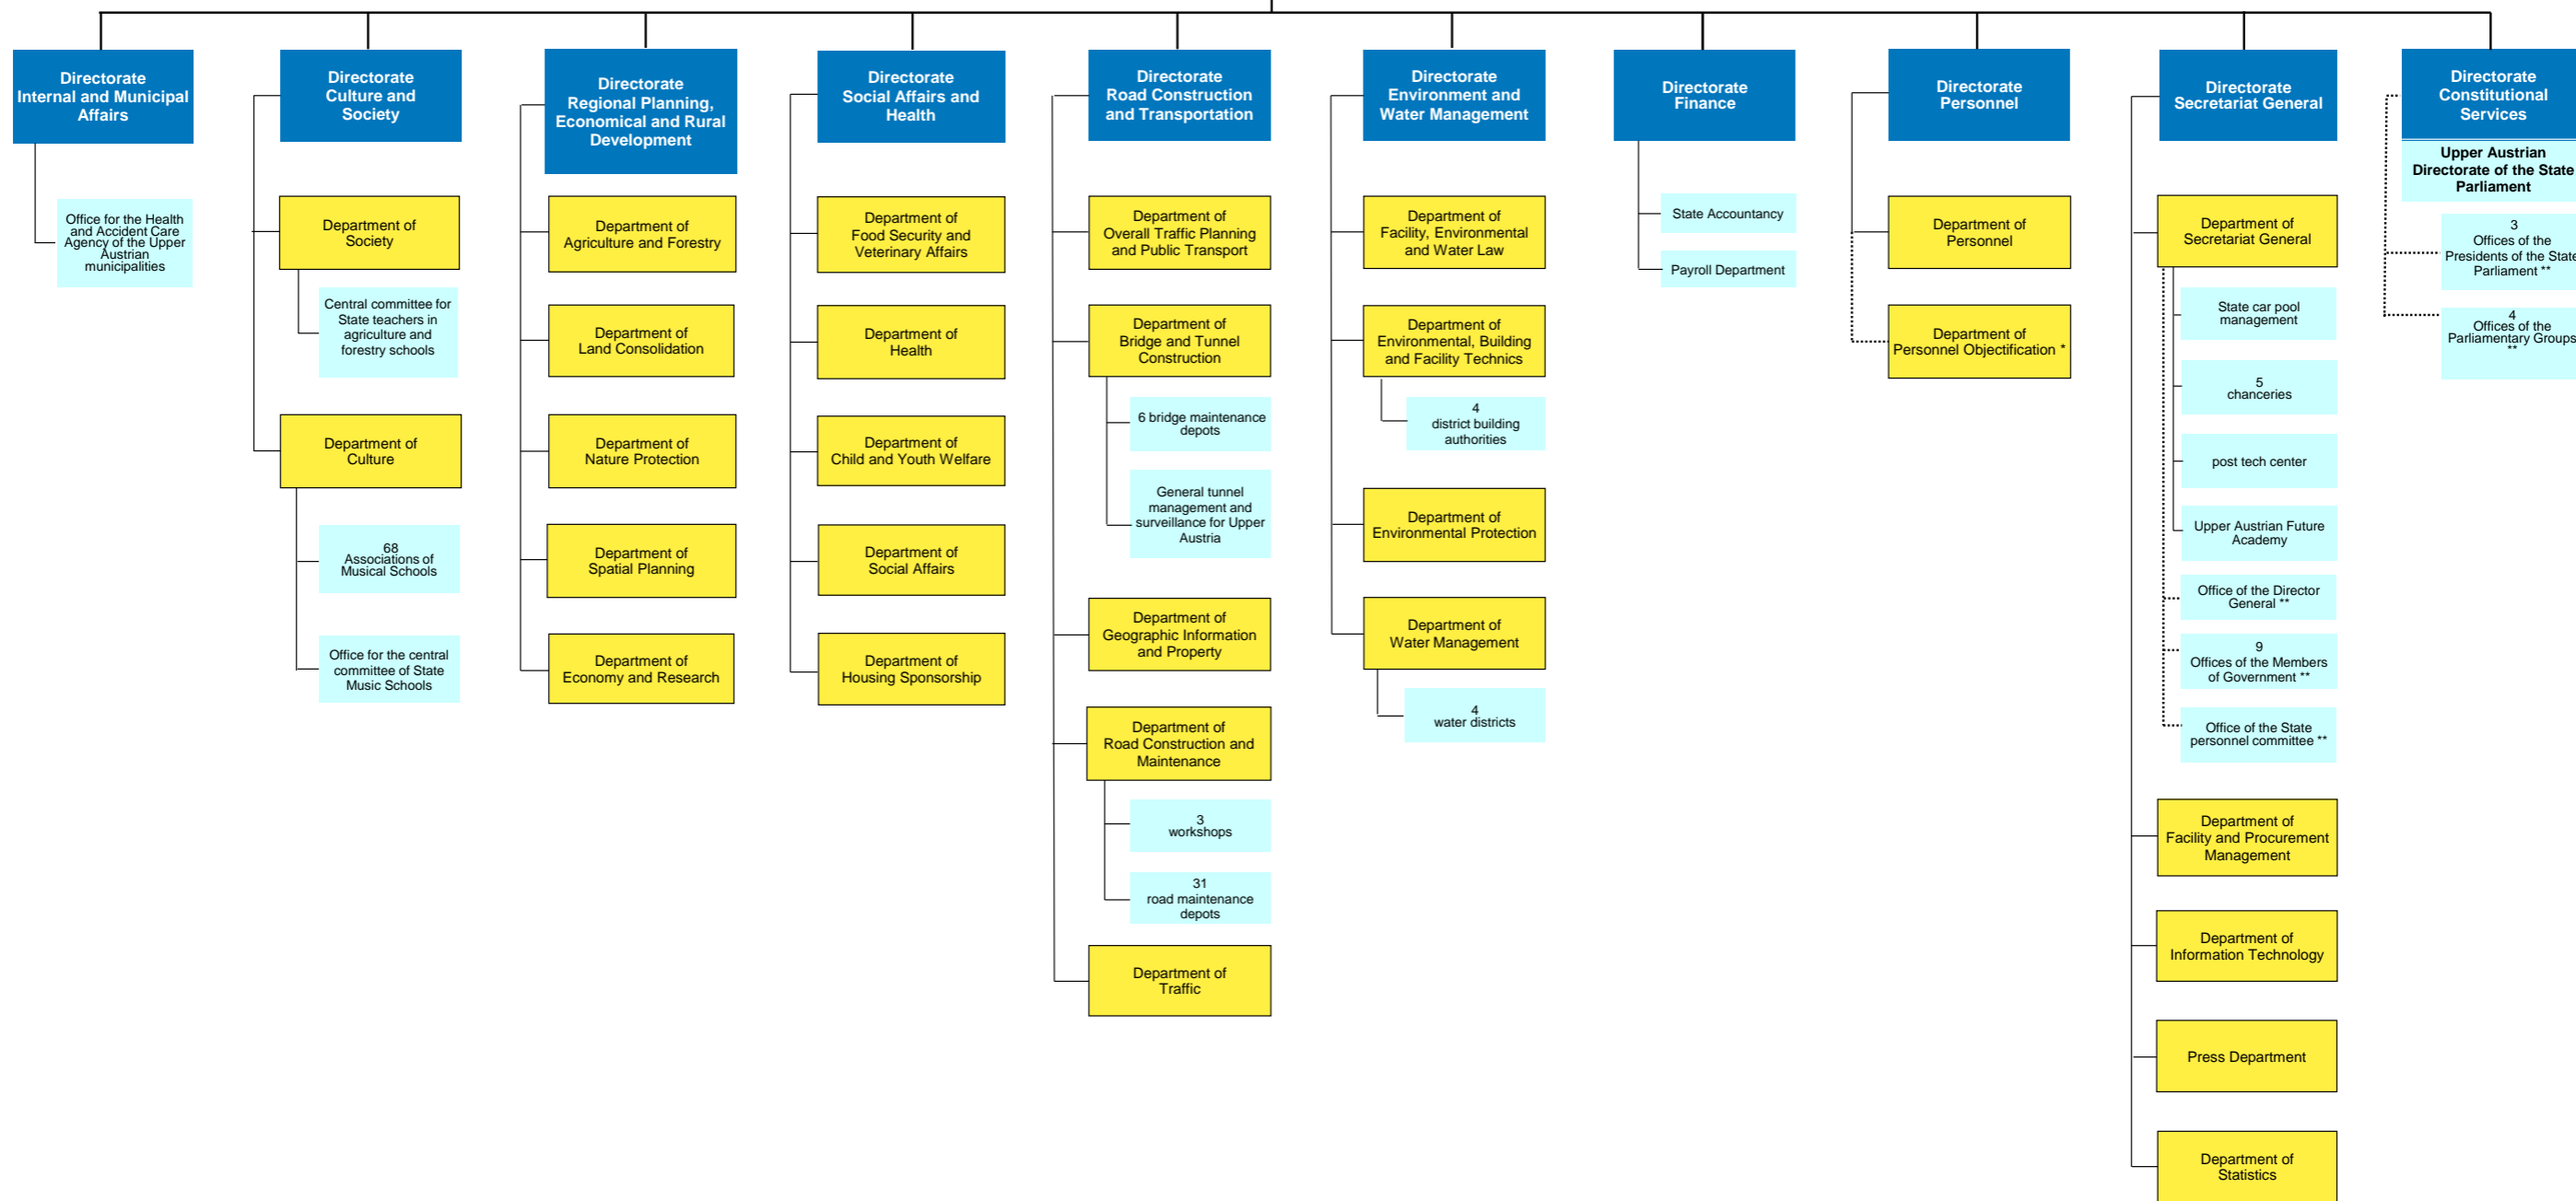 Directorate
Internal and Municipal
Affairs
Office for the Health
and Accident Care
Agency of the Upper
Austrian
municipalities
Directorate
Culture and
Society
Department of
Society
Central committee for
State teachers in
agriculture and
forestry schools
Department of
Culture
68
Associations of
Musical Schools
Office for the central
committee of State
Music Schools
Directorate
Regional Planning,
Economical and Rural
Development
Department of
Agriculture and Forestry
Department of
Land Consolidation
Department of
Nature Protection
Department of
Spatial Planning
Department of
Economy and Research
Directorate
Social Affairs and
Health
Department of
Food Security and
Veterinary Affairs
Department of
Health
Department of
Child and Youth Welfare
Department of
Social Affairs
Department of
Housing Sponsorship
Directorate
Road Construction
and Transportation
Department of
Overall Traffic Planning
and Public Transport
Department of
Bridge and Tunnel
Construction
6 bridge maintenance
depots
General tunnel
management and
surveillance for Upper
Austria
Department of
Geographic Information
and Property
Department of
Road Construction and
Maintenance
3
workshops
31
road maintenance
depots
Department of
Traffic
Directorate
Environment and
Water Management
Department of
Facility, Environmental
and Water Law
Department of
Environmental, Building
and Facility Technics
4
district building
authorities
Department of
Environmental Protection
Department of
Water Management
4
water districts
Directorate
Finance
State Accountancy
Payroll Department
Directorate
Personnel
Department of
Personnel
Department of
Personnel Objectification *
Directorate
Secretariat General
Department of
Secretariat General
State car pool
management
5
chanceries
post tech center
Upper Austrian Future
Academy
Office of the Director
General **
9
Offices of the Members
of Government **
Office of the State
personnel committee **
Department of
Facility and Procurement
Management
Department of
Information Technology
Press Department
Department of
Statistics
Directorate
Constitutional
Services
Upper Austrian
Directorate of the State
Parliament
3
Offices of the
Presidents of the State
Parliament **
4
Offices of the
Parliamentary Groups
**